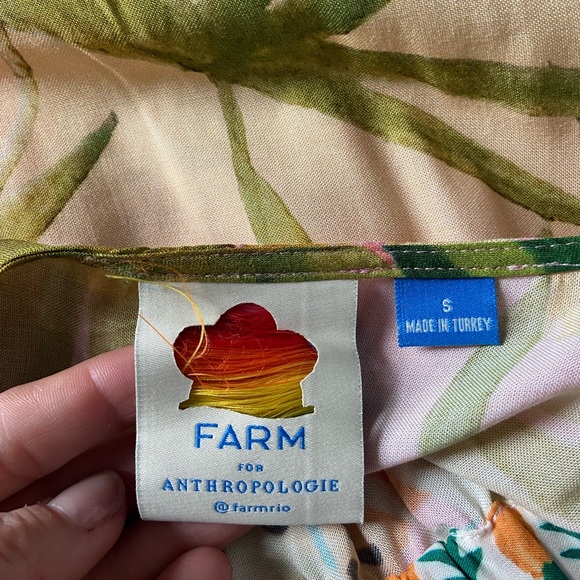 FARM
FOR
ANTHROPOLOGIE
@farmrio
S
MADE IN TURKEY